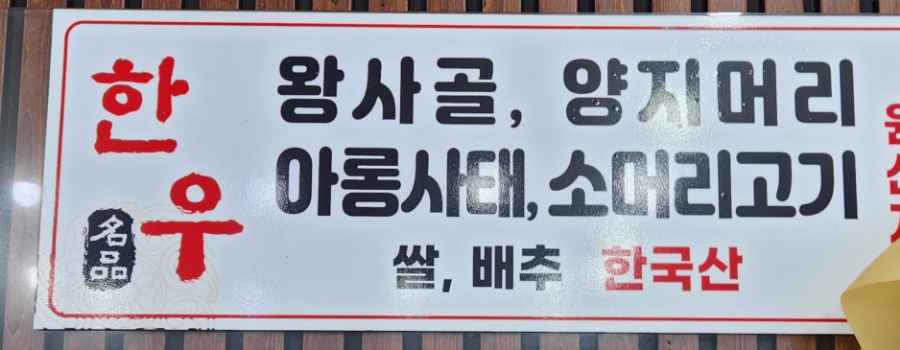 한우
名品
왕사골, 양지머리
아롱사태, 소머리고기
쌀, 배추 한국산